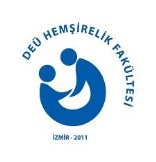 DEÜ HEMŞİRELİK FAKÜLTESİ
İZMİR - 2011